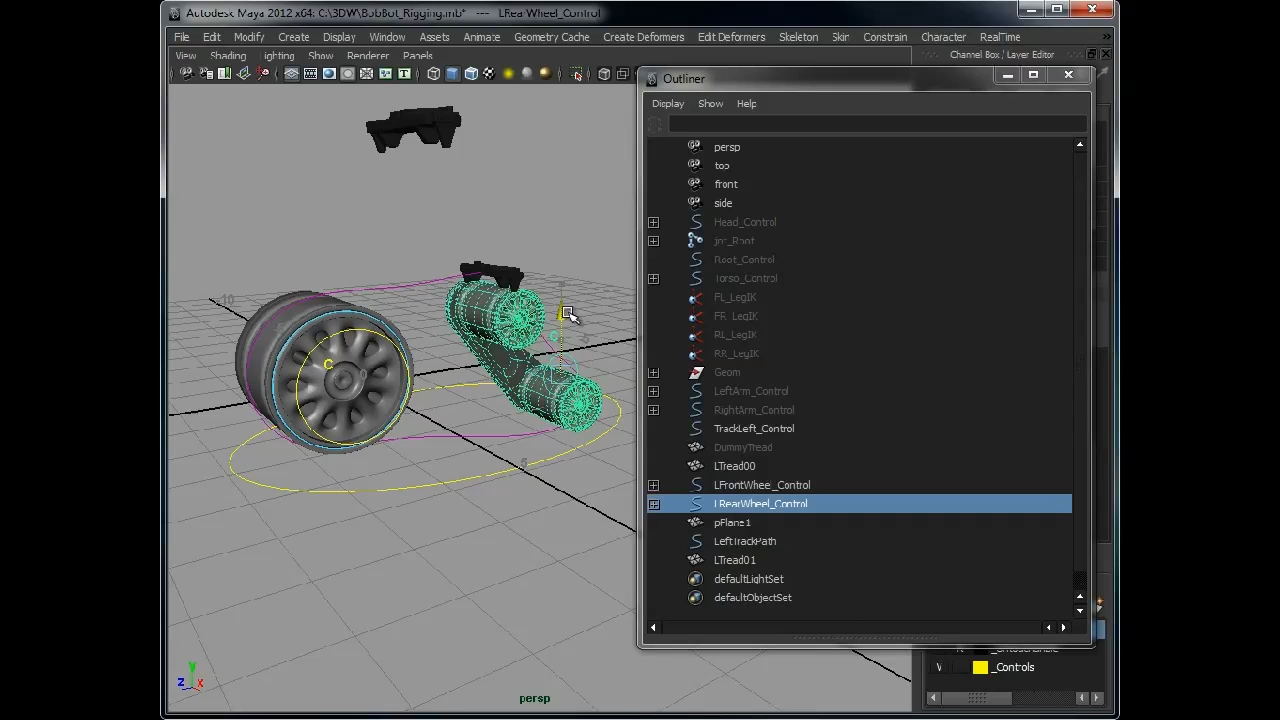 Autodesk Maya 2012 x64: C:\3DW\BobBot_Rigging.mb* --- LRearWheel_Control
File Edit Modify Create Display Window Assets Animate Geometry Cache Create Deformers Edit Deformers Skeleton Skin Constrain Character RealTime »
View Shading Lighting Show Renderer Panels
Channel Box / Layer Editor
Outliner
Display Show Help
persp
top
front
side
Head_Control
jnt_Root
Root_Control
Torso_Control
FL_LegIK
FR_LegIK
RL_LegIK
RR_LegIK
Geom
LeftArm_Control
RightArm_Control
TrackLeft_Control
DummyTread
LTread00
LFrontWheel_Control
LRearWheel_Control
pPlane1
LeftTrackPath
LTread01
defaultLightSet
defaultObjectSet
V _Controls
10
C
5
y
z x
persp